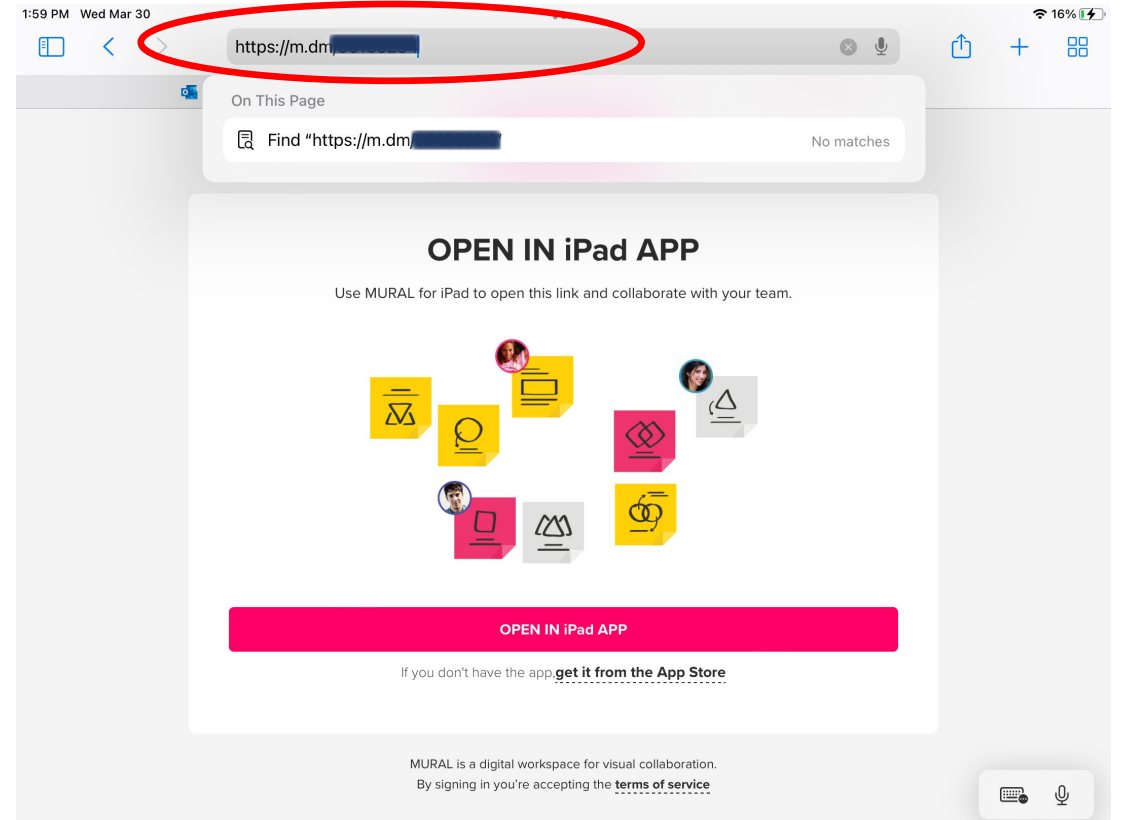 1:59 PM Wed Mar 30
16%
https://m.dm/
On This Page
Find "https://m.dm/
No matches
OPEN IN iPad APP
Use MURAL for iPad to open this link and collaborate with your team.
OPEN IN iPad APP
If you don't have the app, get it from the App Store
MURAL is a digital workspace for visual collaboration.
By signing in you're accepting the terms of service